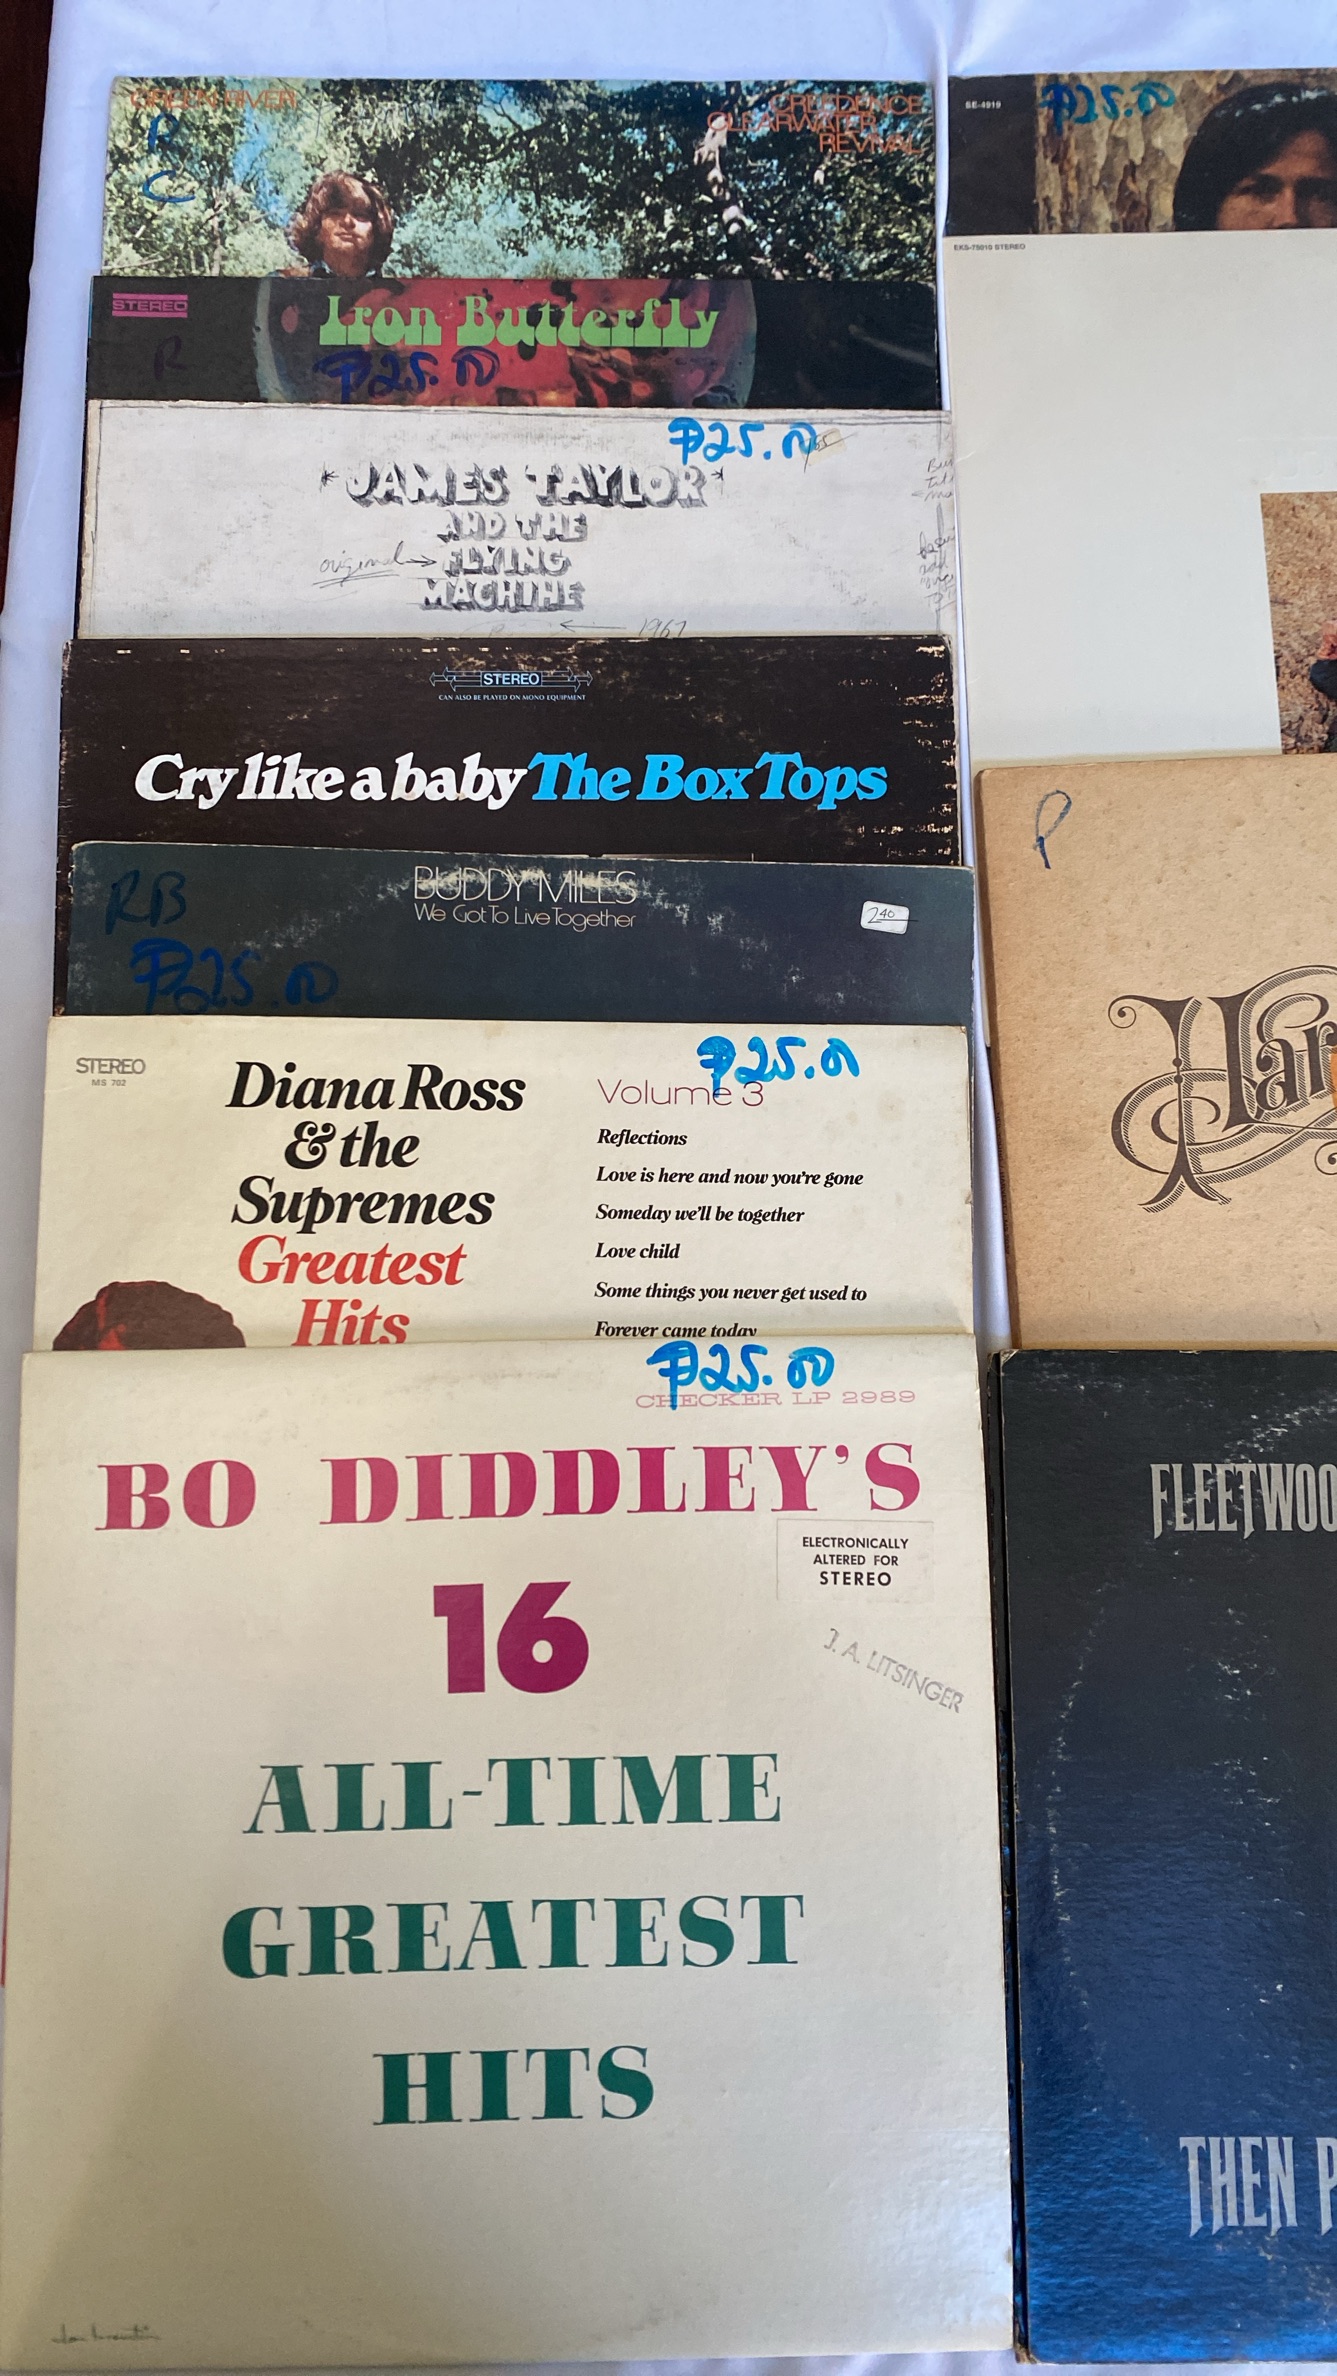 GREEN RIVER
CREEDENCE
CLEARWATER
REVIVAL
R
C
STEREO
Iron Butterfly
R
₱25.00
₱25.00
*JAMES TAYLOR*
AND THE
original → FLYING
MACHINE
← 1967
STEREO
CAN ALSO BE PLAYED ON MONO EQUIPMENT
Cry like a baby The Box Tops
BUDDY MILES
We Got To Live Together
RB
240
₱25.00
STEREO
MS 702
Diana Ross
& the
Supremes
Greatest
Hits
₱25.00
Volume 3
Reflections
Love is here and now you're gone
Someday we'll be together
Love child
Some things you never get used to
Forever came today
₱25.00
CHECKER LP 2989
BO DIDDLEY'S
ELECTRONICALLY
ALTERED FOR
STEREO
16
J. A. LITSINGER
ALL-TIME
GREATEST
HITS
SE-4919
₱25.00
EKS-75010 STEREO
P
Har
FLEETWOO
THEN P